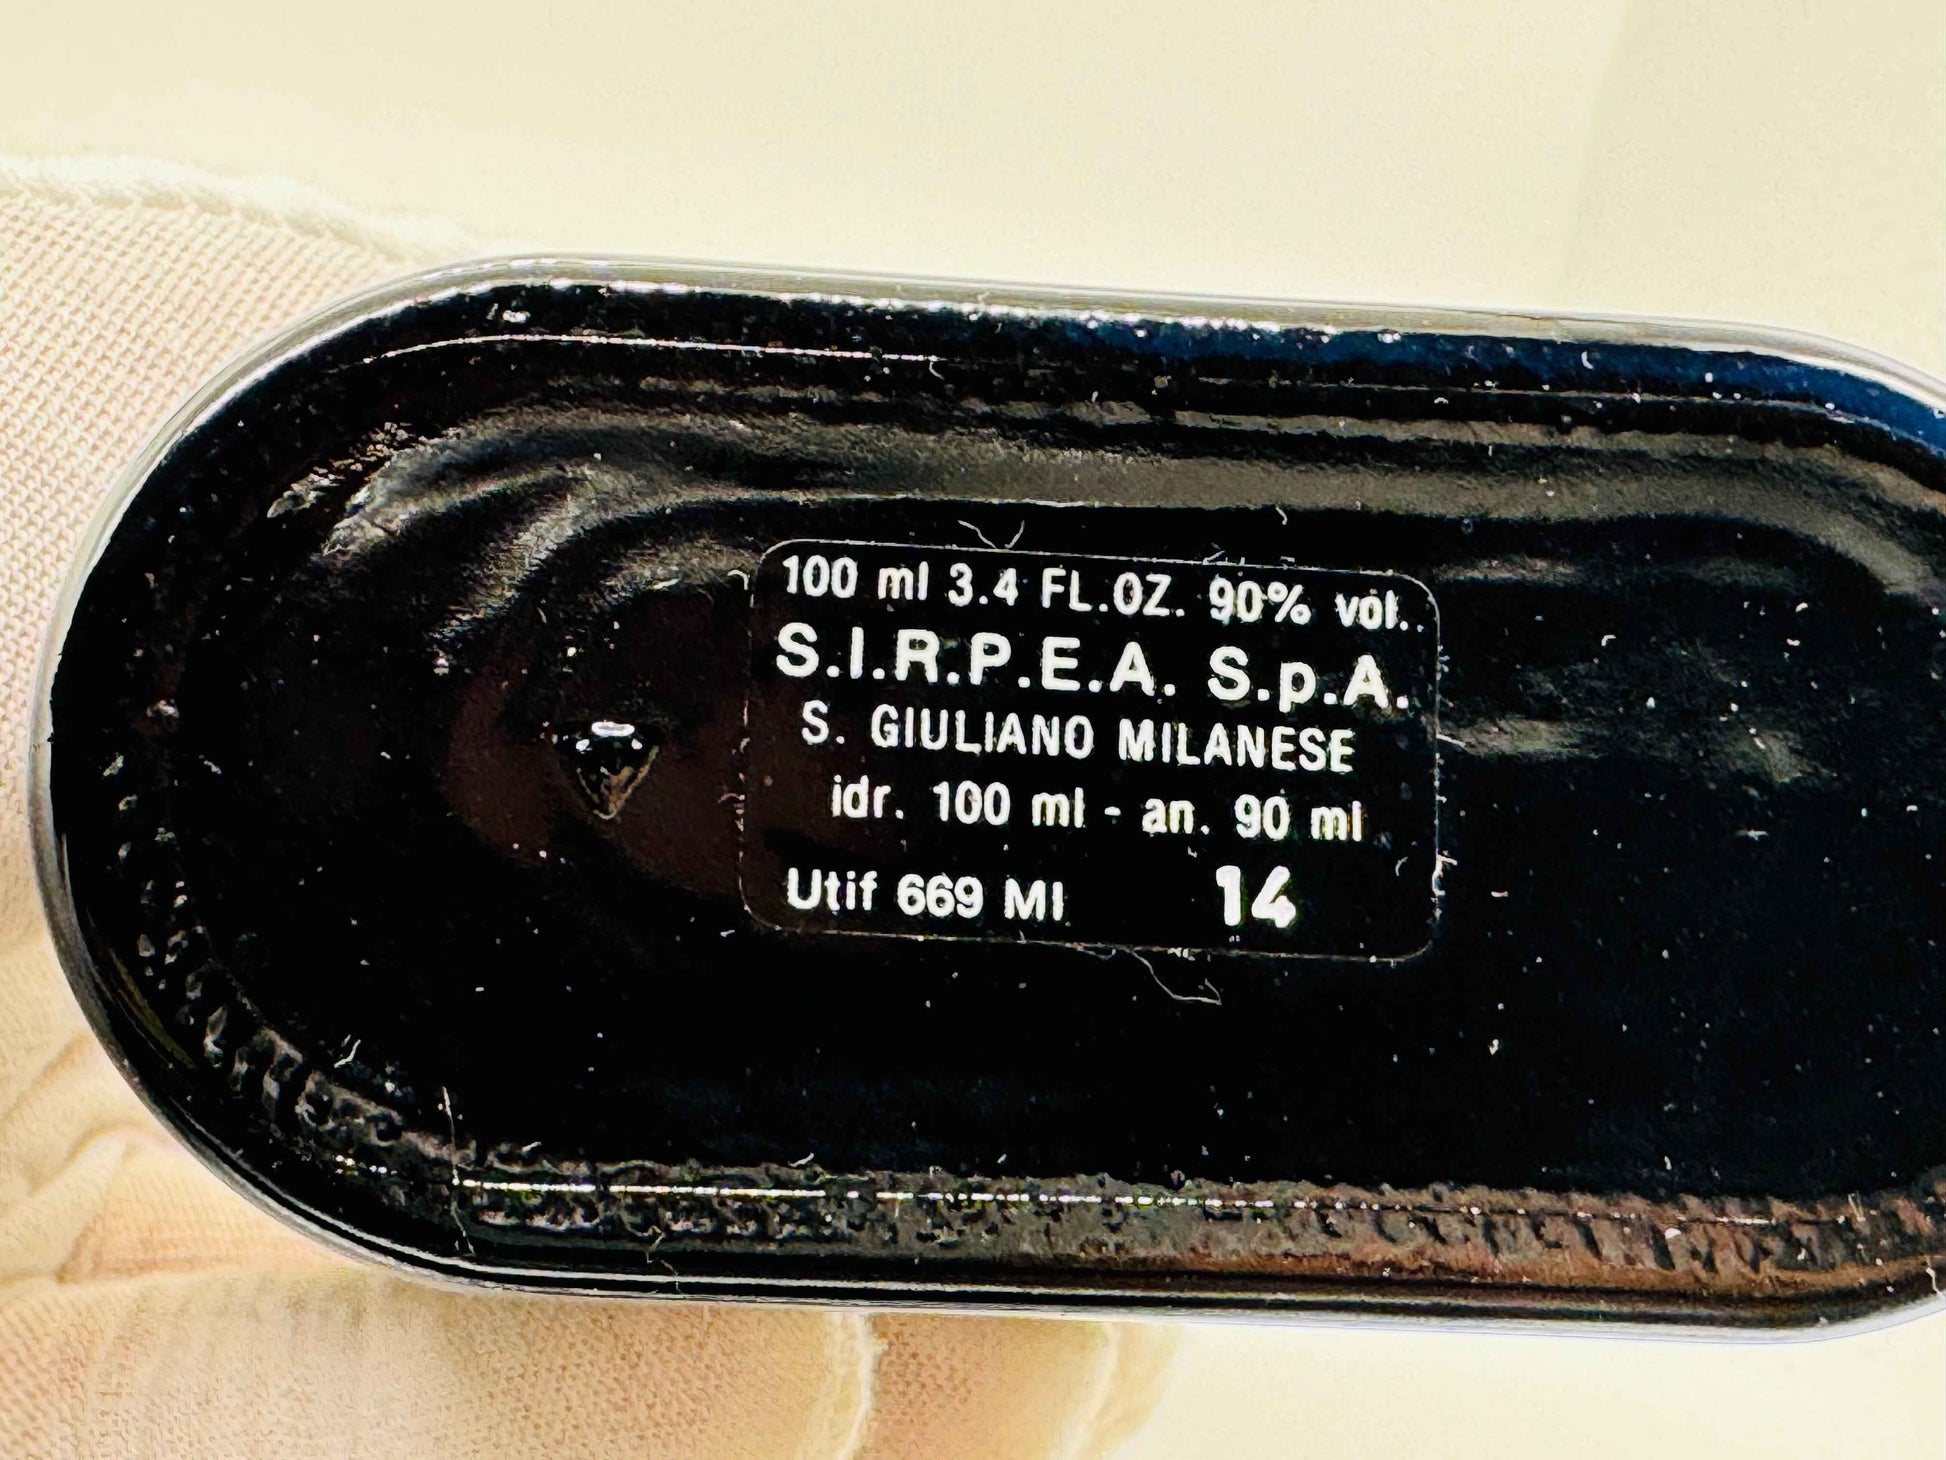 100 ml 3.4 FL.OZ. 90% vol.
S.I.R.P.E.A. S.p.A.
S. GIULIANO MILANESE
idr. 100 ml - an. 90 ml
Utif 669 MI 14